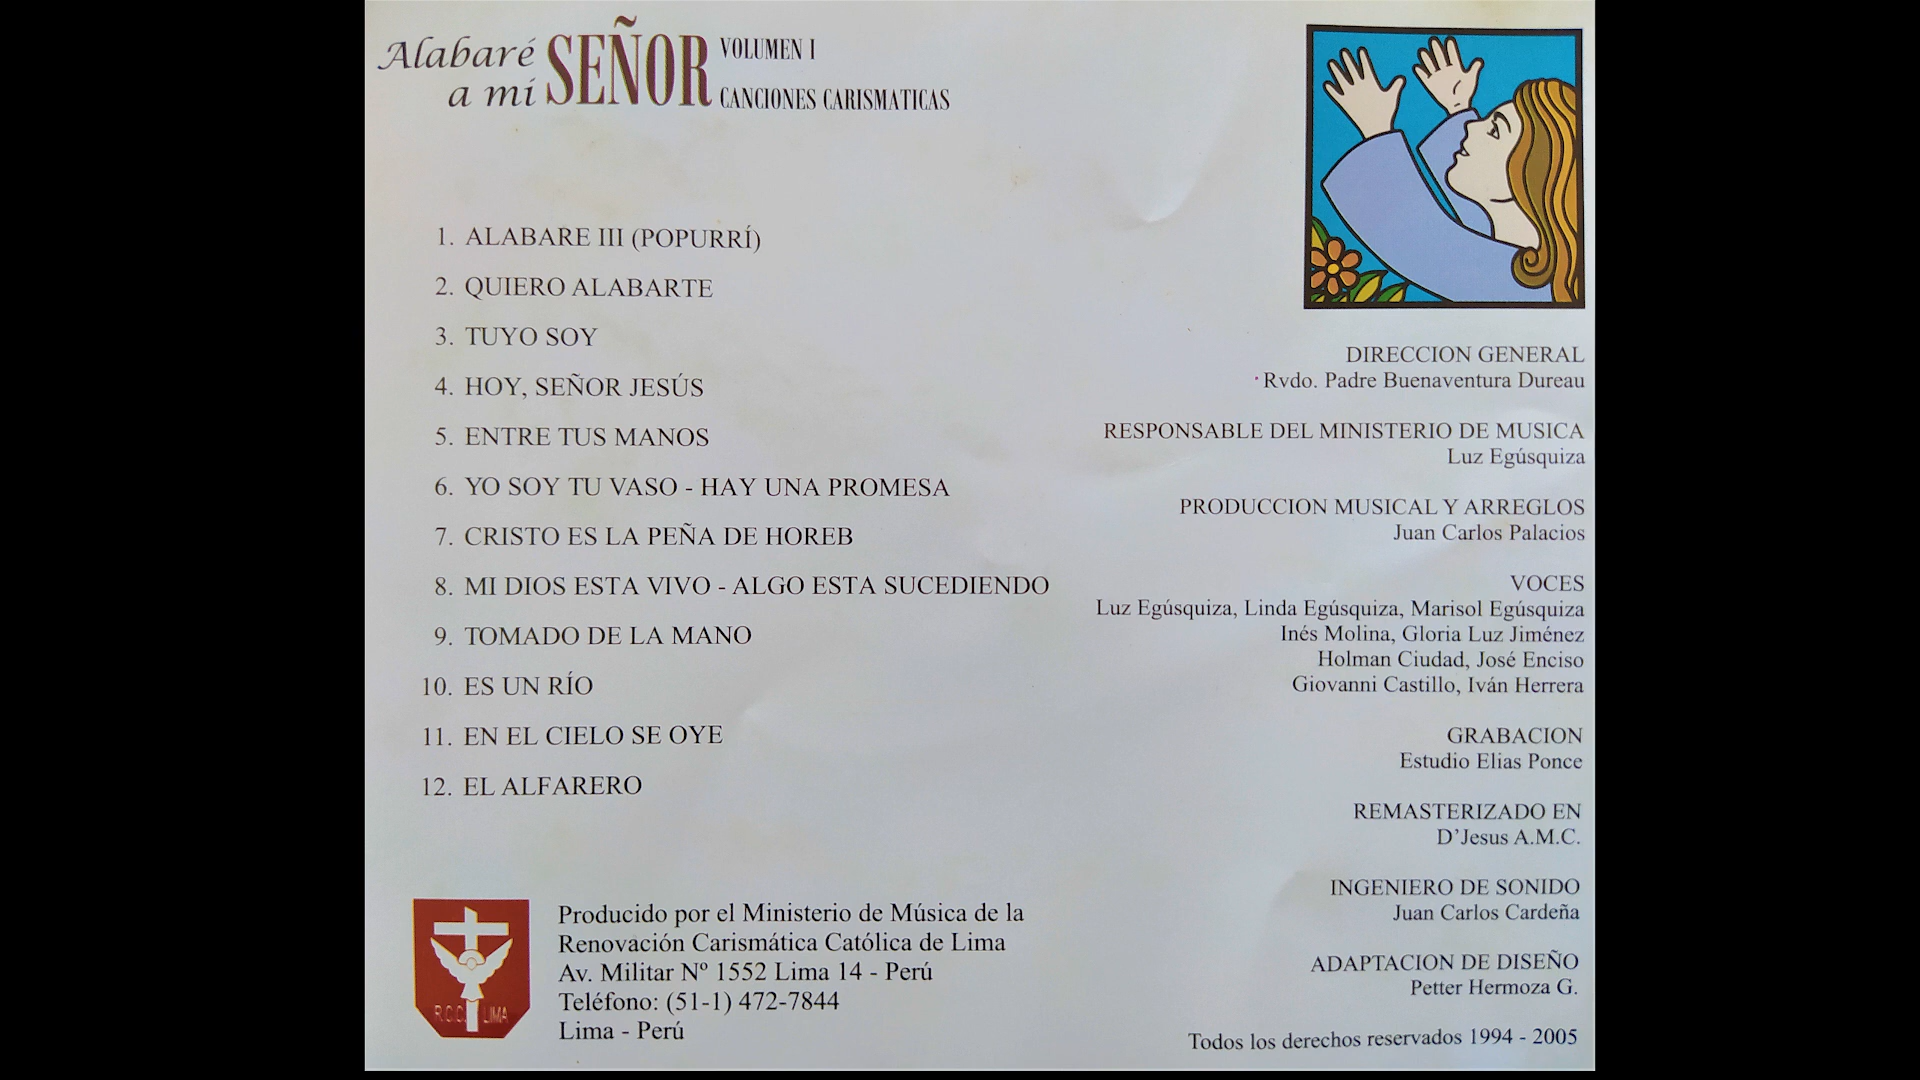 Alabaré
a mi SEÑOR
VOLUMEN I
CANCIONES CARISMATICAS
1. ALABARE III (POPURRÍ)
2. QUIERO ALABARTE
3. TUYO SOY
4. HOY, SEÑOR JESÚS
5. ENTRE TUS MANOS
6. YO SOY TU VASO - HAY UNA PROMESA
7. CRISTO ES LA PEÑA DE HOREB
8. MI DIOS ESTA VIVO - ALGO ESTA SUCEDIENDO
9. TOMADO DE LA MANO
10. ES UN RÍO
11. EN EL CIELO SE OYE
12. EL ALFARERO
DIRECCION GENERAL
Rvdo. Padre Buenaventura Dureau
RESPONSABLE DEL MINISTERIO DE MUSICA
Luz Egúsquiza
PRODUCCION MUSICAL Y ARREGLOS
Juan Carlos Palacios
VOCES
Luz Egúsquiza, Linda Egúsquiza, Marisol Egúsquiza
Inés Molina, Gloria Luz Jiménez
Holman Ciudad, José Enciso
Giovanni Castillo, Iván Herrera
GRABACION
Estudio Elias Ponce
REMASTERIZADO EN
D'Jesus A.M.C.
INGENIERO DE SONIDO
Juan Carlos Cardeña
ADAPTACION DE DISEÑO
Petter Hermoza G.
Todos los derechos reservados 1994 - 2005
R.C.C. LIMA
Producido por el Ministerio de Música de la
Renovación Carismática Católica de Lima
Av. Militar Nº 1552 Lima 14 - Perú
Teléfono: (51-1) 472-7844
Lima - Perú